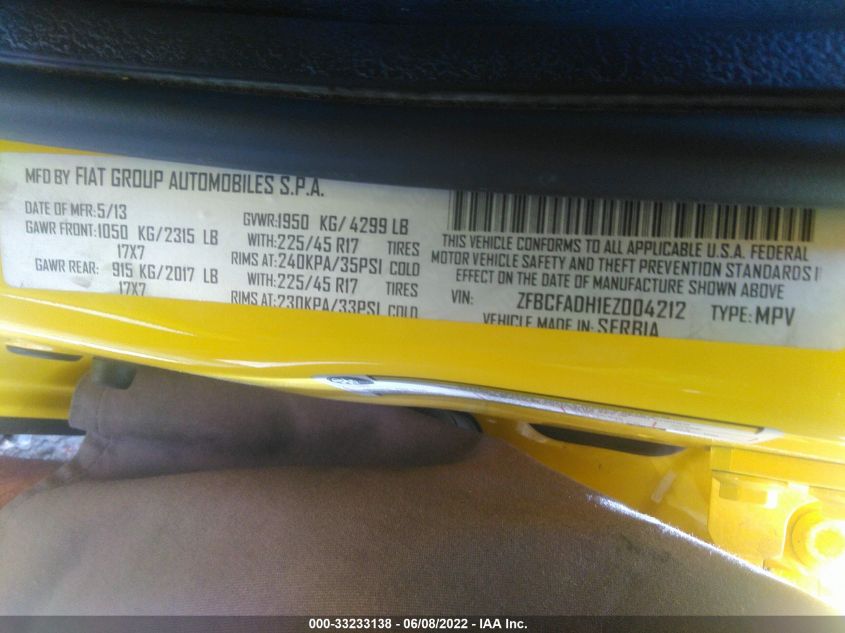 MFD BY FIAT GROUP AUTOMOBILES S.P.A.
DATE OF MFR:5/13 GVWR:1950 KG/ 4299 LB
GAWR FRONT:1050 KG/2315 LB WITH:225/45 R17 TIRES
17X7 RIMS AT:240KPA/35PSI COLD
GAWR REAR: 915 KG/2017 LB WITH:225/45 R17 TIRES
17X7 RIMS AT:230KPA/33PSI COLD
THIS VEHICLE CONFORMS TO ALL APPLICABLE U.S.A. FEDERAL
MOTOR VEHICLE SAFETY AND THEFT PREVENTION STANDARDS I
EFFECT ON THE DATE OF MANUFACTURE SHOWN ABOVE
VIN: ZFBCFADH1EZ004212 TYPE:MPV
VEHICLE MADE IN: SERBIA
000-33233138 - 06/08/2022 - IAA Inc.